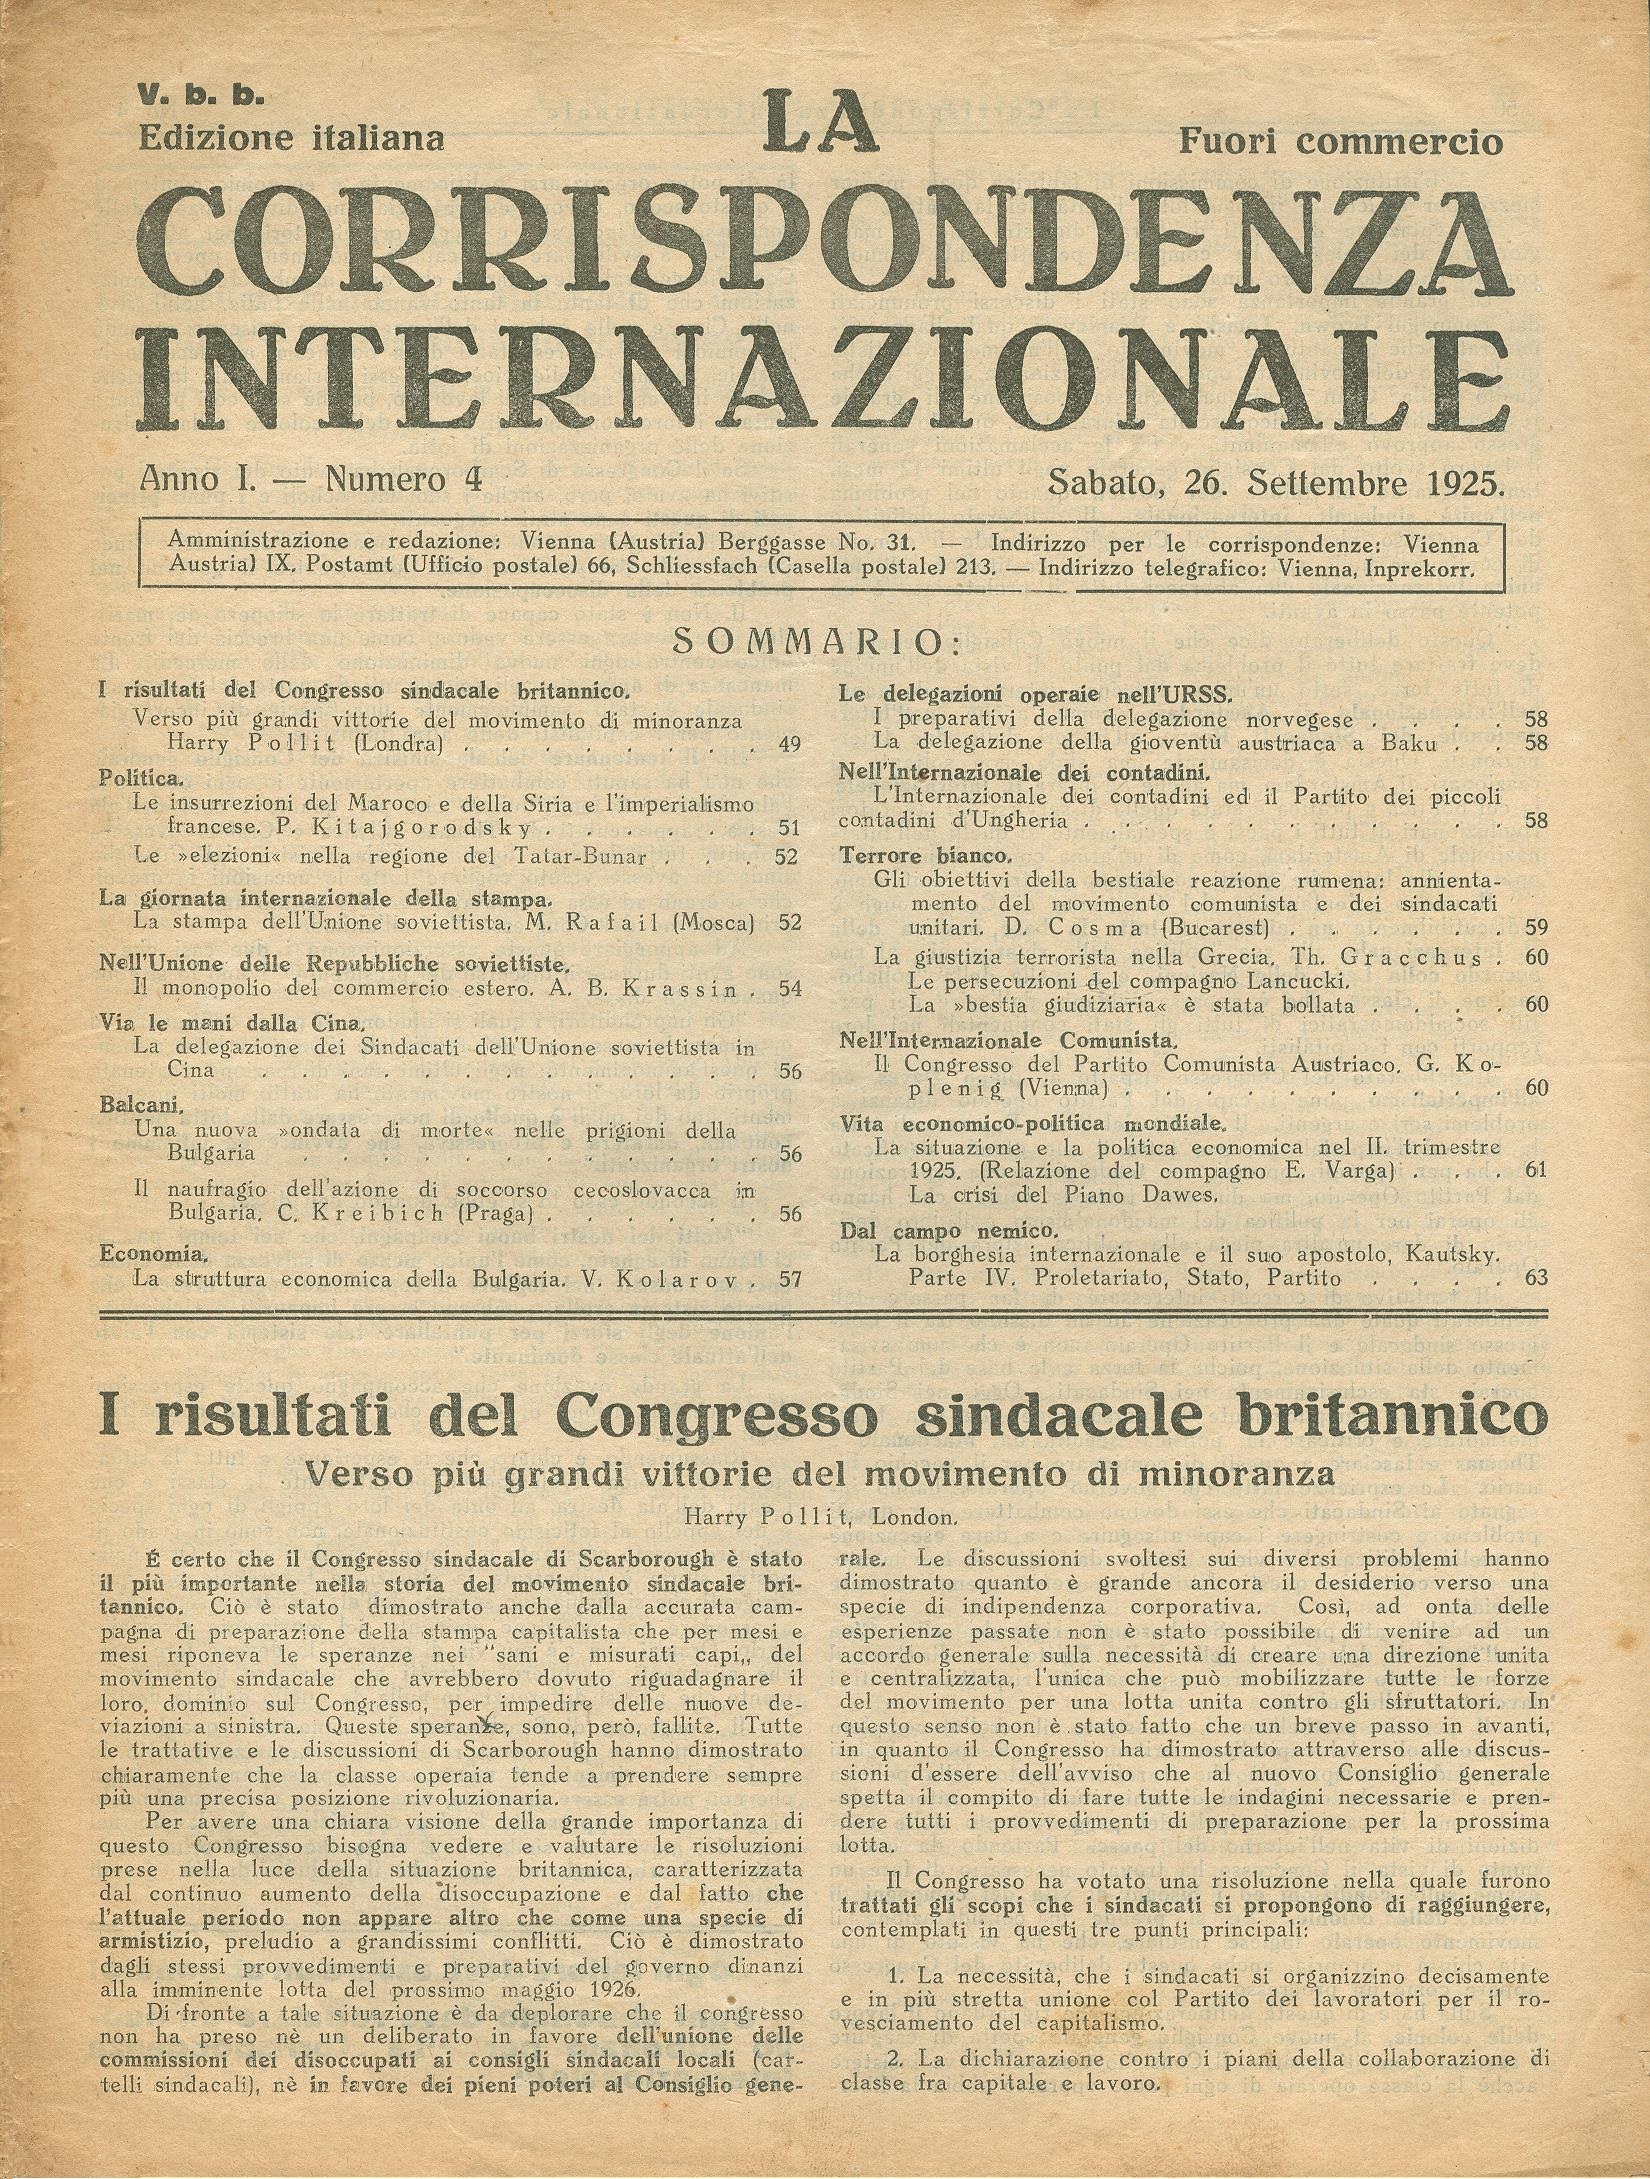 V. b. b.
Edizione italiana
LA
Fuori commercio
CORRISPONDENZA
INTERNAZIONALE
Anno I. — Numero 4
Sabato, 26. Settembre 1925.
Amministrazione e redazione: Vienna (Austria) Berggasse No. 31. — Indirizzo per le corrispondenze: Vienna
Austria) IX, Postamt (Ufficio postale) 66, Schliessfach (Casella postale) 213. — Indirizzo telegrafico: Vienna, Inprekorr.
SOMMARIO:
I risultati del Congresso sindacale britannico.
Verso più grandi vittorie del movimento di minoranza
Harry Pollit (Londra) . . . . . . . . 49
Politica.
Le insurrezioni del Maroco e della Siria e l'imperialismo
francese. P. Kitajgorodsky . . . . . . 51
Le »elezioni« nella regione del Tatar-Bunar . . . 52
La giornata internazionale della stampa.
La stampa dell'Unione soviettista. M. Rafail (Mosca) 52
Nell'Unione delle Repubbliche soviettiste.
Il monopolio del commercio estero. A. B. Krassin . 54
Via le mani dalla Cina.
La delegazione dei Sindacati dell'Unione soviettista in
Cina . . . . . . . . . . . . . 56
Balcani.
Una nuova »ondata di morte« nelle prigioni della
Bulgaria . . . . . . . . . . . . 56
Il naufragio dell'azione di soccorso cecoslovacca in
Bulgaria. C. Kreibich (Praga) . . . . . . 56
Economia.
La struttura economica della Bulgaria. V. Kolarov . 57
Le delegazioni operaie nell'URSS.
I preparativi della delegazione norvegese . . . . 58
La delegazione della gioventù austriaca a Baku . . 58
Nell'Internazionale dei contadini.
L'Internazionale dei contadini ed il Partito dei piccoli
contadini d'Ungheria . . . . . . . . . . . 58
Terrore bianco.
Gli obiettivi della bestiale reazione rumena: annienta-
mento del movimento comunista e dei sindacati
unitari. D. Cosma (Bucarest) . . . . . . 59
La giustizia terrorista nella Grecia. Th. Gracchus . 60
Le persecuzioni del compagno Lancucki.
La »bestia giudiziaria« è stata bollata . . . . 60
Nell'Internazionale Comunista.
Il Congresso del Partito Comunista Austriaco. G. Ko-
plenig (Vienna) . . . . . . . . . . 60
Vita economico-politica mondiale.
La situazione e la politica economica nel II. trimestre
1925. (Relazione del compagno E. Varga) . . . . 61
La crisi del Piano Dawes.
Dal campo nemico.
La borghesia internazionale e il suo apostolo, Kautsky.
Parte IV. Proletariato, Stato, Partito . . . . 63
I risultati del Congresso sindacale britannico
Verso più grandi vittorie del movimento di minoranza
Harry Pollit, London.
É certo che il Congresso sindacale di Scarborough è stato
il più importante nella storia del movimento sindacale bri-
tannico. Ciò è stato dimostrato anche dalla accurata cam-
pagna di preparazione della stampa capitalista che per mesi e
mesi riponeva le speranze nei "sani e misurati capi„ del
movimento sindacale che avrebbero dovuto riguadagnare il
loro dominio sul Congresso, per impedire delle nuove de-
viazioni a sinistra. Queste speranze, sono, però, fallite. Tutte
le trattative e le discussioni di Scarborough hanno dimostrato
chiaramente che la classe operaia tende a prendere sempre
più una precisa posizione rivoluzionaria.
Per avere una chiara visione della grande importanza di
questo Congresso bisogna vedere e valutare le risoluzioni
prese nella luce della situazione britannica, caratterizzata
dal continuo aumento della disoccupazione e dal fatto che
l'attuale periodo non appare altro che come una specie di
armistizio, preludio a grandissimi conflitti. Ciò è dimostrato
dagli stessi provvedimenti e preparativi del governo dinanzi
alla imminente lotta del prossimo maggio 1926.
Di fronte a tale situazione è da deplorare che il congresso
non ha preso nè un deliberato in favore dell'unione delle
commissioni dei disoccupati ai consigli sindacali locali (car-
telli sindacali), nè in favore dei pieni poteri al Consiglio gene-
rale. Le discussioni svoltesi sui diversi problemi hanno
dimostrato quanto è grande ancora il desiderio verso una
specie di indipendenza corporativa. Così, ad onta delle
esperienze passate non è stato possibile di venire ad un
accordo generale sulla necessità di creare una direzione unita
e centralizzata, l'unica che può mobilizzare tutte le forze
del movimento per una lotta unita contro gli sfruttatori. In
questo senso non è stato fatto che un breve passo in avanti,
in quanto il Congresso ha dimostrato attraverso alle discus-
sioni d'essere dell'avviso che al nuovo Consiglio generale
spetta il compito di fare tutte le indagini necessarie e pren-
dere tutti i provvedimenti di preparazione per la prossima
lotta.
Il Congresso ha votato una risoluzione nella quale furono
trattati gli scopi che i sindacati si propongono di raggiungere,
contemplati in questi tre punti principali:
1. La necessità, che i sindacati si organizzino decisamente
e in più stretta unione col Partito dei lavoratori per il ro-
vesciamento del capitalismo.
2. La dichiarazione contro i piani della collaborazione di
classe fra capitale e lavoro.